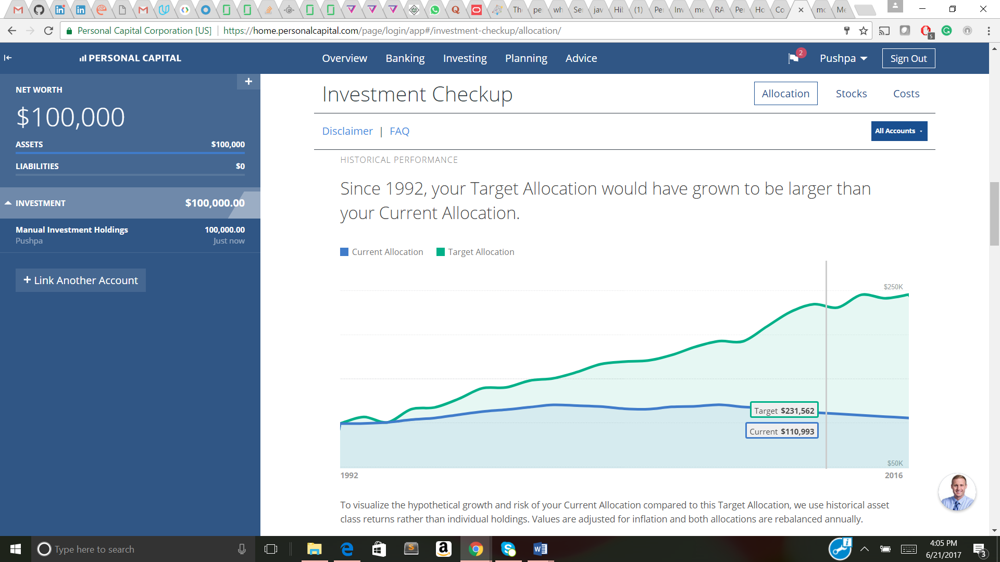 Th
pe
wh
Se
jav
Hil
(1)
Pe
Inv
me
RA
Pe
Ho
Co
mc
Me
Personal Capital Corporation [US] | https://home.personalcapital.com/page/login/app#/investment-checkup/allocation/
5
PERSONAL CAPITAL
Overview Banking Investing Planning Advice
2
Pushpa
Sign Out
+
NET WORTH
$100,000
ASSETS $100,000
LIABILITIES $0
INVESTMENT $100,000.00
Manual Investment Holdings 100,000.00
Pushpa Just now
+ Link Another Account
Investment Checkup
Allocation Stocks Costs
Disclaimer | FAQ
All Accounts
HISTORICAL PERFORMANCE
Since 1992, your Target Allocation would have grown to be larger than
your Current Allocation.
Current Allocation Target Allocation
$250K
Target $231,562
Current $110,993
$50K
1992 2016
To visualize the hypothetical growth and risk of your Current Allocation compared to this Target Allocation, we use historical asset
class returns rather than individual holdings. Values are adjusted for inflation and both allocations are rebalanced annually.
Type here to search
4:05 PM
6/21/2017
3